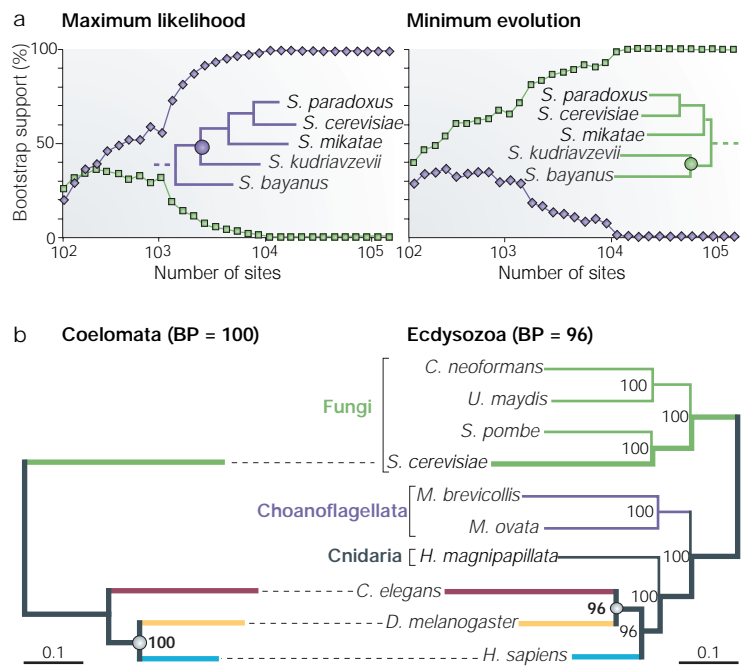 a Maximum likelihood Minimum evolution
Bootstrap support (%)
100
50
0
S. paradoxus
S. cerevisiae
S. mikatae
S. kudriavzevii
S. bayanus
102 103 104 105
Number of sites
S. paradoxus
S. cerevisiae
S. mikatae
S. kudriavzevii
S. bayanus
102 103 104 105
Number of sites
b Coelomata (BP = 100) Ecdysozoa (BP = 96)
C. neoformans
100
U. maydis
Fungi
100
S. pombe
100
S. cerevisiae
M. brevicollis
Choanoflagellata
100
M. ovata
Cnidaria H. magnipapillata 100
C. elegans 100
96
D. melanogaster 96
100
H. sapiens
0.1 0.1